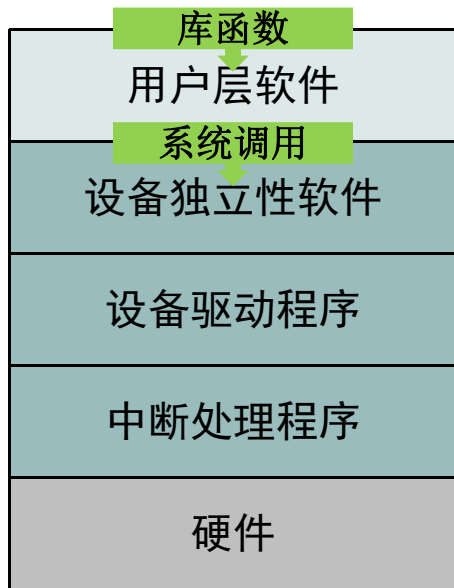 库函数
用户层软件
系统调用
设备独立性软件
设备驱动程序
中断处理程序
硬件